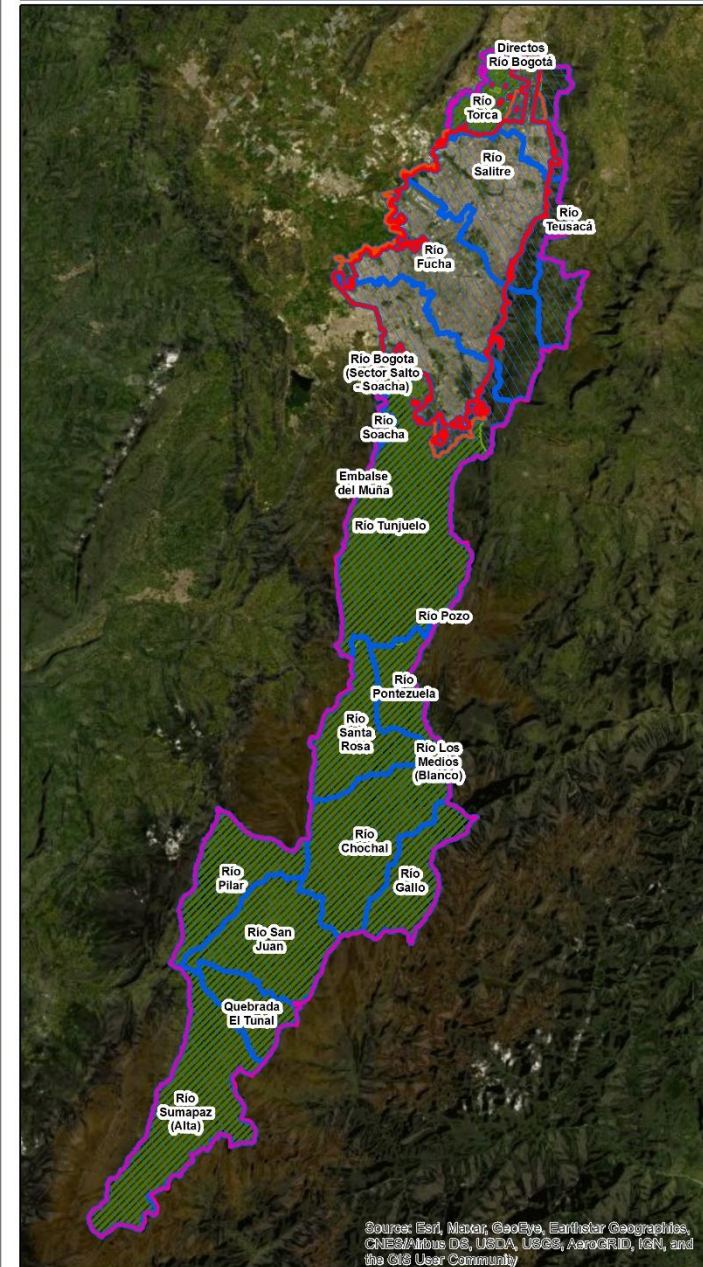 Directos
Río Bogotá
Río
Torca
Río
Salitre
Río
Teusacá
Río
Fucha
Río Bogota
(Sector Salto
- Soacha)
Río
Soacha
Embalse
del Muña
Río Tunjuelo
Río Pozo
Río
Pontezuela
Río
Santa
Rosa
Río Los
Medios
(Blanco)
Río
Chochal
Río
Gallo
Río
Pilar
Río San
Juan
Quebrada
El Tunal
Río
Sumapaz
(Alta)
Source: Esri, Maxar, GeoEye, Earthstar Geographics,
CNES/Airbus DS, USDA, USGS, AeroGRID, IGN, and
the GIS User Community